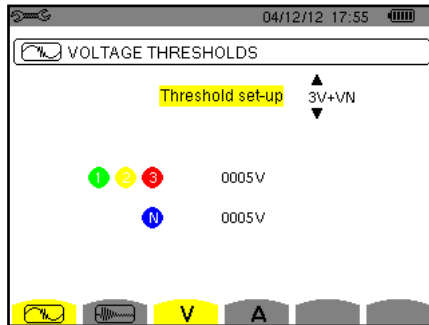 04/12/12 17:55
VOLTAGE THRESHOLDS
Threshold set-up 3V+VN
1 2 3 0005V
N 0005V
V A